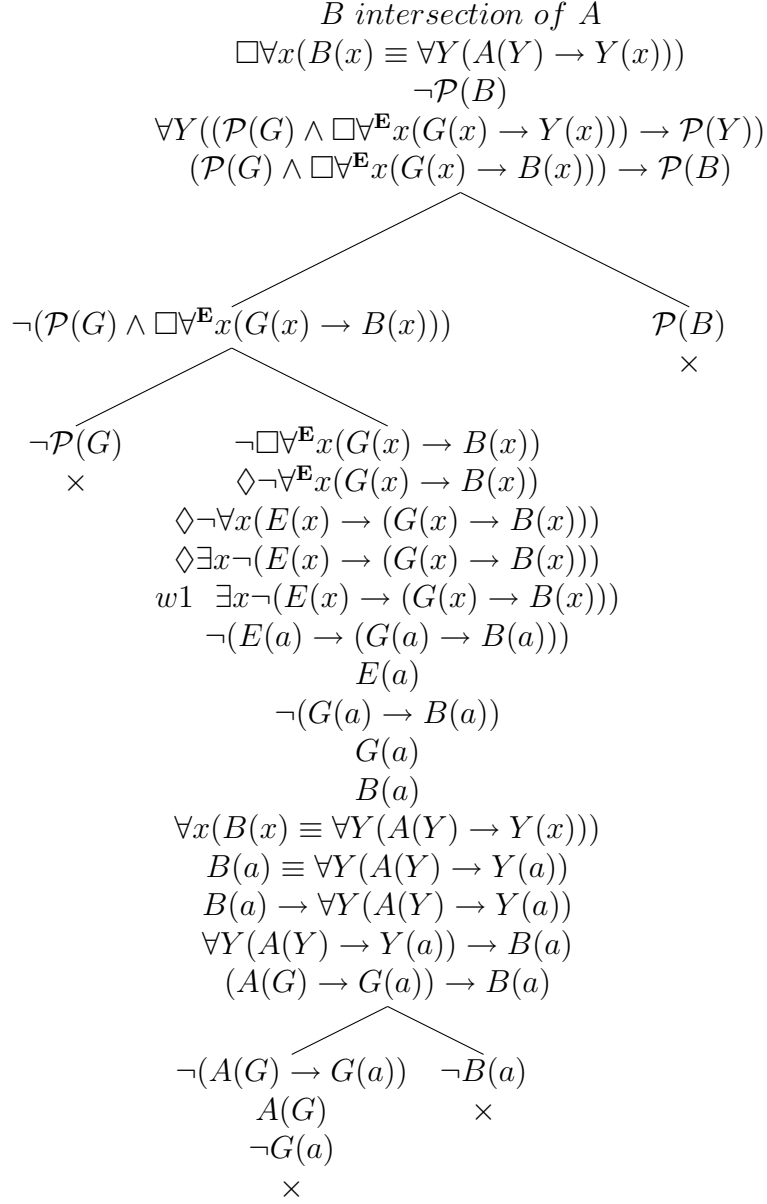 B intersection of A
□∀x(B(x) ≡ ∀Y(A(Y) → Y(x)))
¬𝒫(B)
∀Y((𝒫(G) ∧ □∀ᴱx(G(x) → Y(x))) → 𝒫(Y))
(𝒫(G) ∧ □∀ᴱx(G(x) → B(x))) → 𝒫(B)
¬(𝒫(G) ∧ □∀ᴱx(G(x) → B(x))) 𝒫(B)
×
¬𝒫(G) ¬□∀ᴱx(G(x) → B(x))
× ◊¬∀ᴱx(G(x) → B(x))
◊¬∀x(E(x) → (G(x) → B(x)))
◊∃x¬(E(x) → (G(x) → B(x)))
w1 ∃x¬(E(x) → (G(x) → B(x)))
¬(E(a) → (G(a) → B(a)))
E(a)
¬(G(a) → B(a))
G(a)
B(a)
∀x(B(x) ≡ ∀Y(A(Y) → Y(x)))
B(a) ≡ ∀Y(A(Y) → Y(a))
B(a) → ∀Y(A(Y) → Y(a))
∀Y(A(Y) → Y(a)) → B(a)
(A(G) → G(a)) → B(a)
¬(A(G) → G(a)) ¬B(a)
A(G) ×
¬G(a)
×